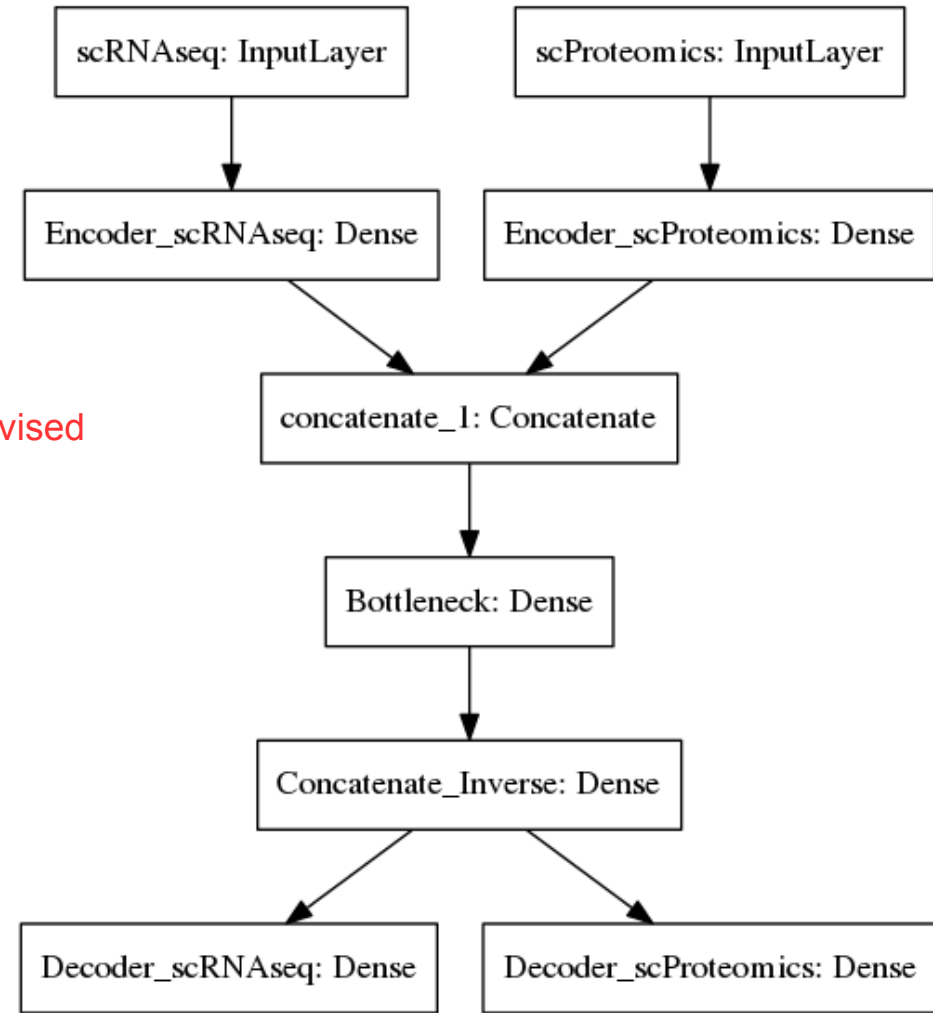 scRNAseq: InputLayer
scProteomics: InputLayer
Encoder_scRNAseq: Dense
Encoder_scProteomics: Dense
concatenate_1: Concatenate
vised
Bottleneck: Dense
Concatenate_Inverse: Dense
Decoder_scRNAseq: Dense
Decoder_scProteomics: Dense